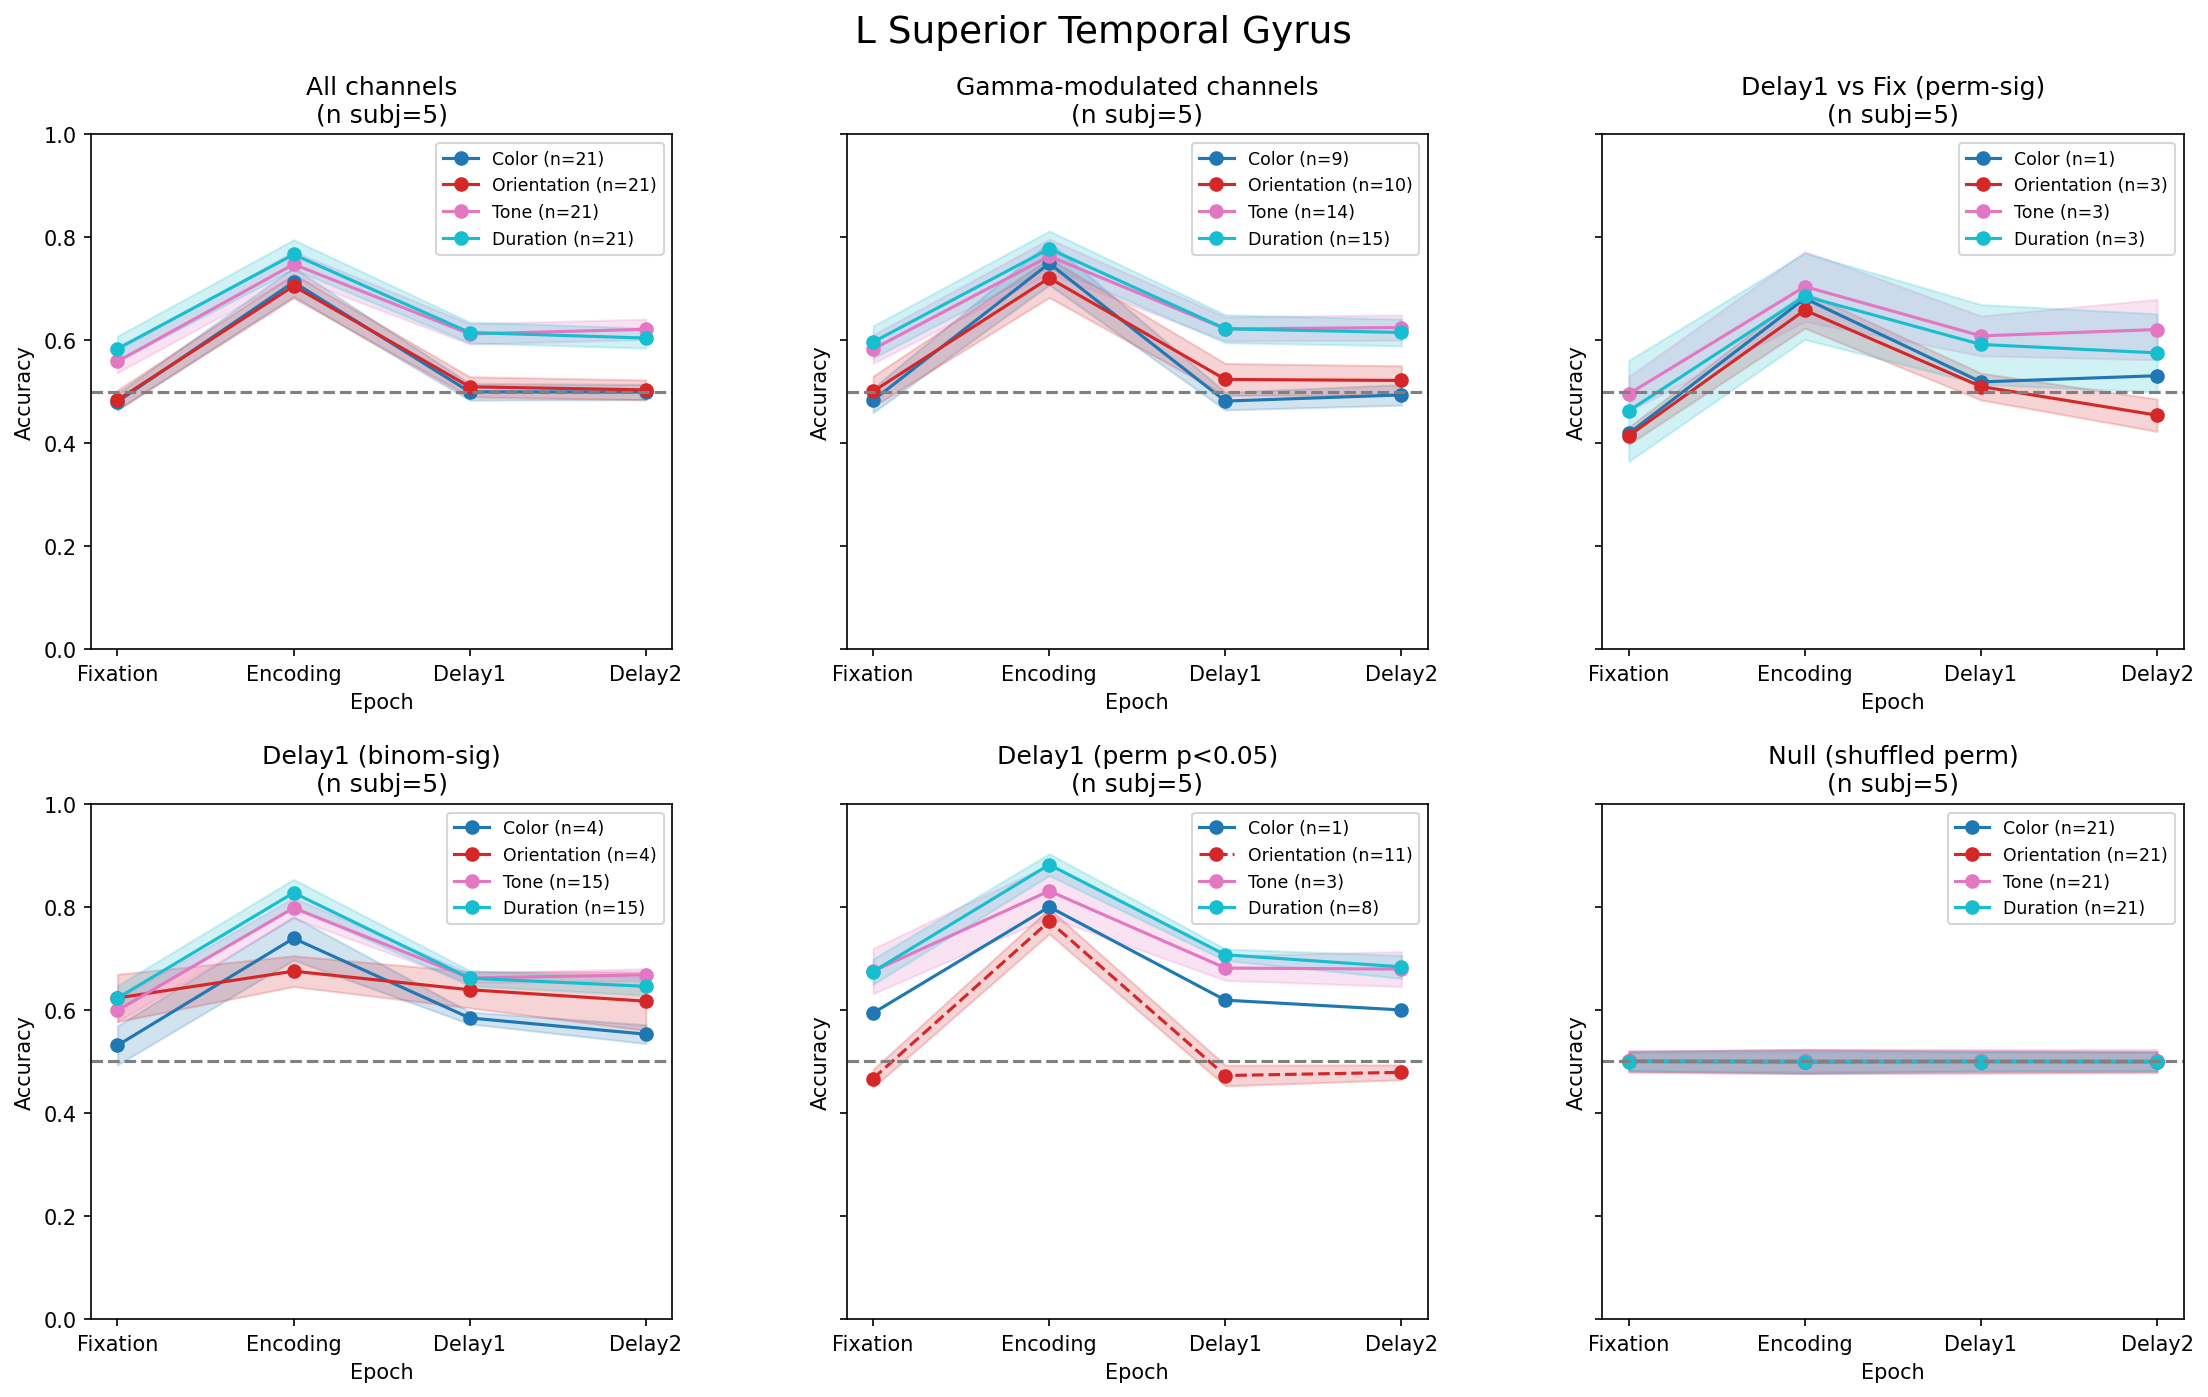 L Superior Temporal Gyrus
All channels
(n subj=5)
Accuracy
1.0
0.8
0.6
0.4
0.2
0.0
Color (n=21)
Orientation (n=21)
Tone (n=21)
Duration (n=21)
Fixation Encoding Delay1 Delay2
Epoch
Gamma-modulated channels
(n subj=5)
Accuracy
Color (n=9)
Orientation (n=10)
Tone (n=14)
Duration (n=15)
Fixation Encoding Delay1 Delay2
Epoch
Delay1 vs Fix (perm-sig)
(n subj=5)
Accuracy
Color (n=1)
Orientation (n=3)
Tone (n=3)
Duration (n=3)
Fixation Encoding Delay1 Delay2
Epoch
Delay1 (binom-sig)
(n subj=5)
Accuracy
1.0
0.8
0.6
0.4
0.2
0.0
Color (n=4)
Orientation (n=4)
Tone (n=15)
Duration (n=15)
Fixation Encoding Delay1 Delay2
Epoch
Delay1 (perm p<0.05)
(n subj=5)
Accuracy
Color (n=1)
Orientation (n=11)
Tone (n=3)
Duration (n=8)
Fixation Encoding Delay1 Delay2
Epoch
Null (shuffled perm)
(n subj=5)
Accuracy
Color (n=21)
Orientation (n=21)
Tone (n=21)
Duration (n=21)
Fixation Encoding Delay1 Delay2
Epoch